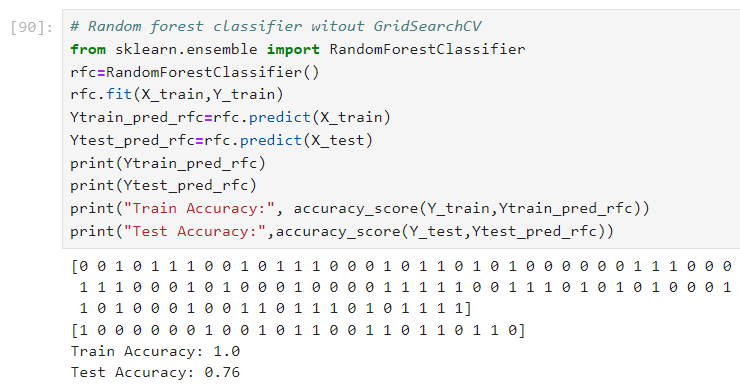 [90]:
# Random forest classifier witout GridSearchCV
from sklearn.ensemble import RandomForestClassifier
rfc=RandomForestClassifier()
rfc.fit(X_train,Y_train)
Ytrain_pred_rfc=rfc.predict(X_train)
Ytest_pred_rfc=rfc.predict(X_test)
print(Ytrain_pred_rfc)
print(Ytest_pred_rfc)
print("Train Accuracy:", accuracy_score(Y_train,Ytrain_pred_rfc))
print("Test Accuracy:",accuracy_score(Y_test,Ytest_pred_rfc))
[0 0 1 0 1 1 1 0 0 1 0 1 1 1 0 0 0 1 0 1 1 0 1 0 1 0 0 0 0 0 0 1 1 1 0 0 0
1 1 1 0 0 0 1 0 1 0 0 0 1 0 0 0 0 1 1 1 1 1 0 0 1 1 1 0 1 0 1 0 1 0 0 0 1
1 0 1 0 0 0 1 0 0 1 1 0 1 1 1 0 1 0 1 1 1 1]
[1 0 0 0 0 0 0 1 0 0 1 0 1 1 0 0 1 1 0 1 1 0 1 1 0]
Train Accuracy: 1.0
Test Accuracy: 0.76